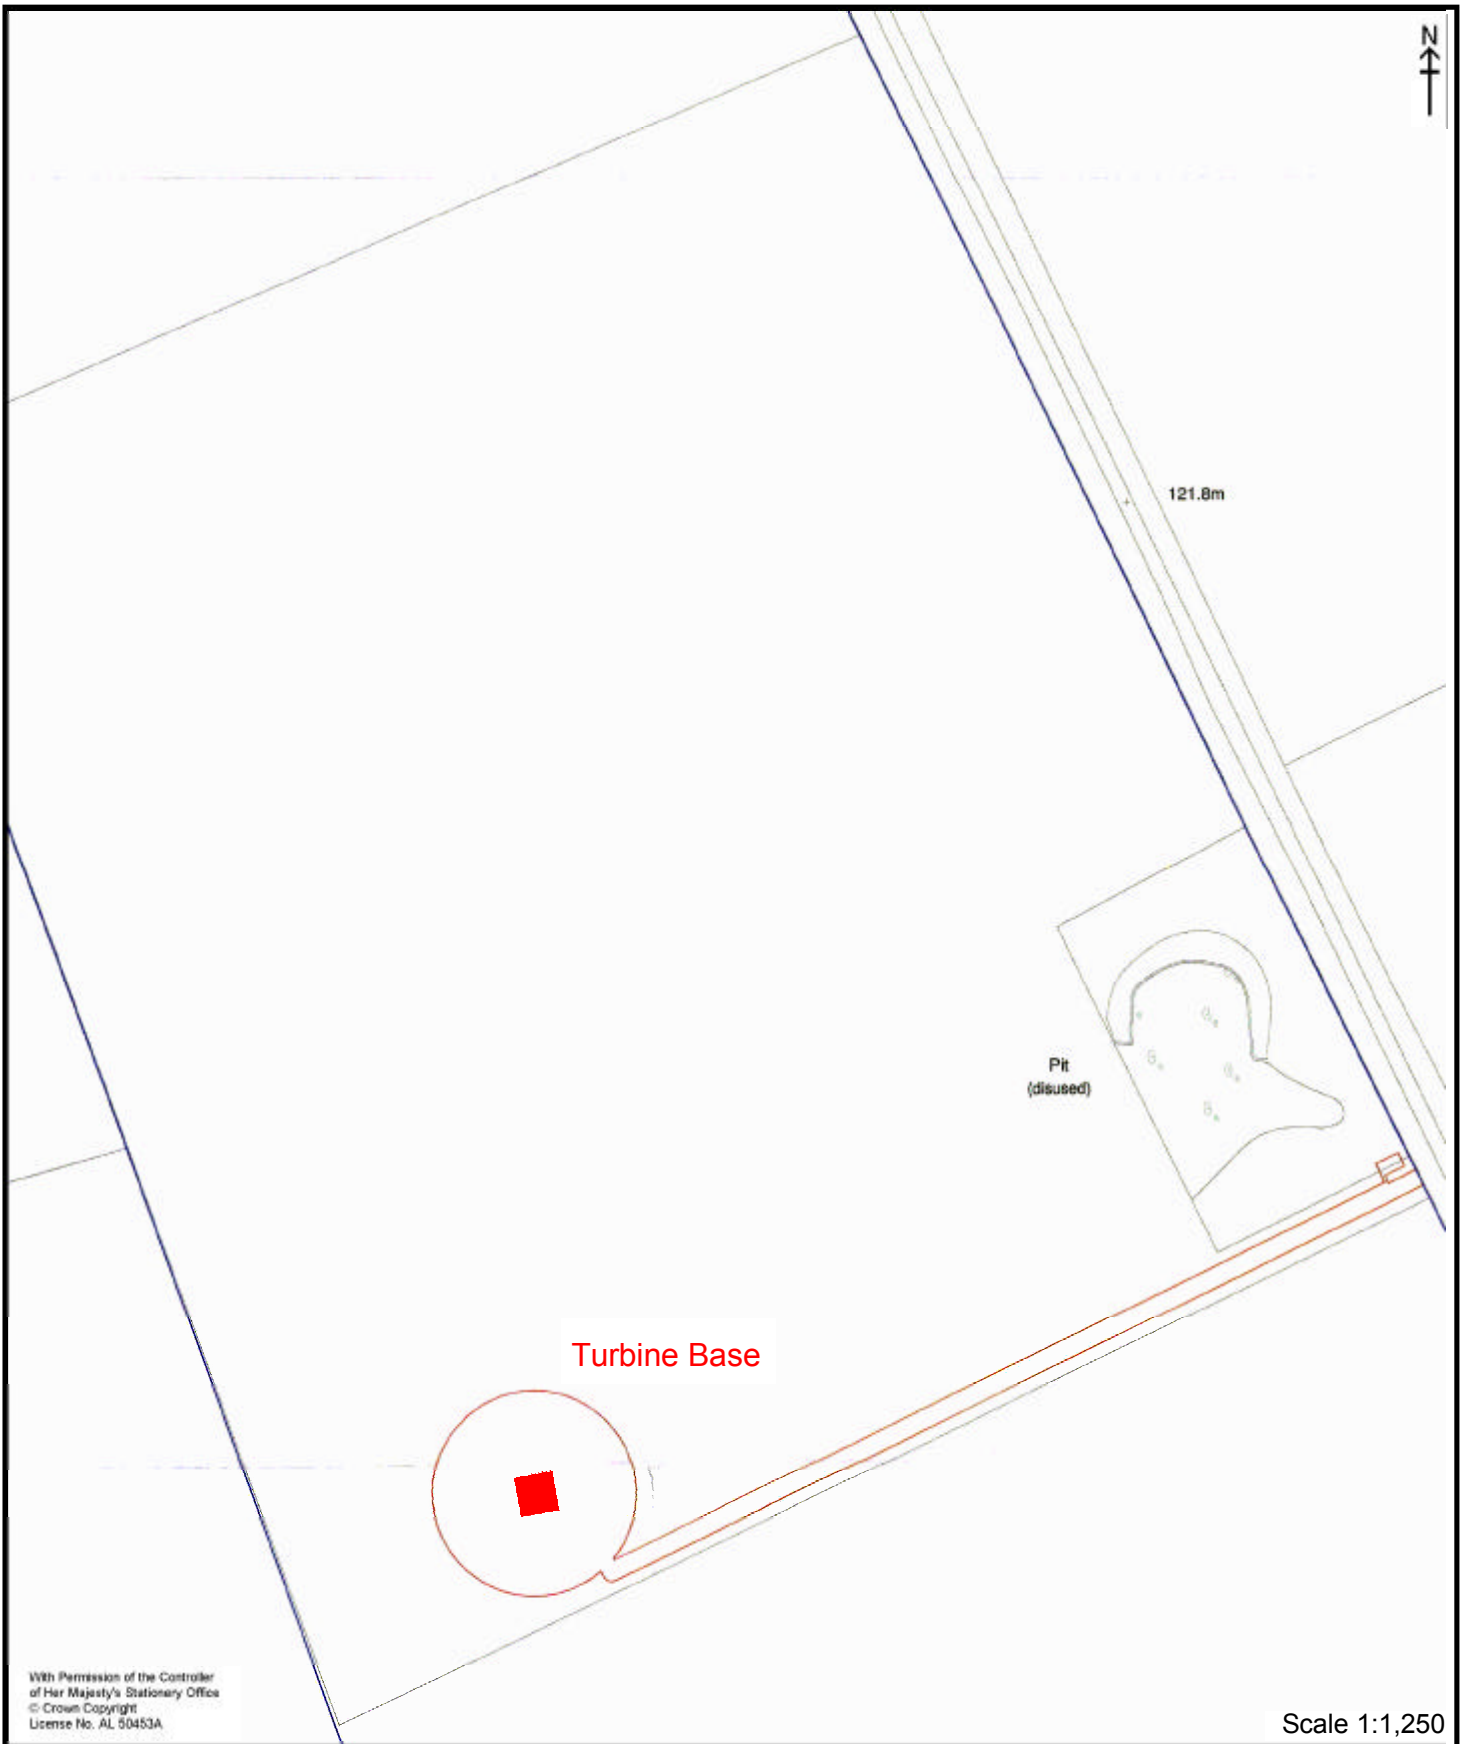 N
121.8m
Pit
(disused)
Turbine Base
With Permission of the Controller
of Her Majesty's Stationery Office
© Crown Copyright
License No. AL 50453A
Scale 1:1,250